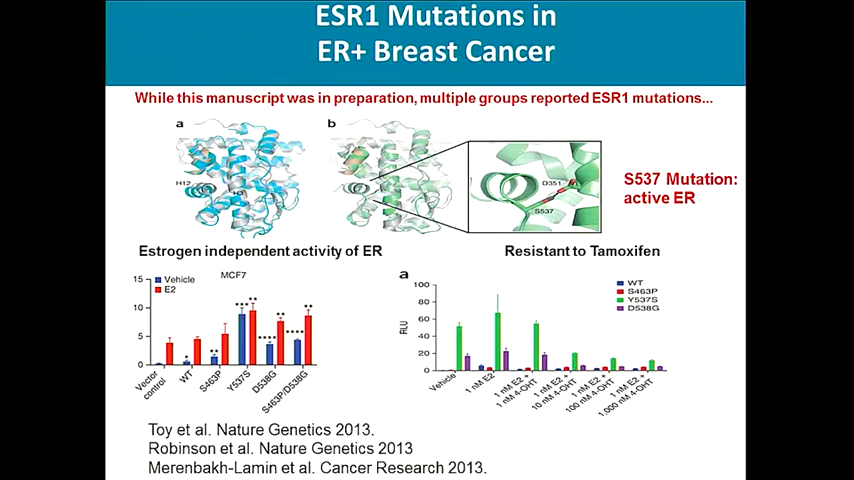 ESR1 Mutations in
ER+ Breast Cancer
While this manuscript was in preparation, multiple groups reported ESR1 mutations...
a
b
H12
H3
D351
S537
S537 Mutation:
active ER
Estrogen independent activity of ER
Resistant to Tamoxifen
MCF7
Vehicle
E2
15
10
5
0
* ** *** ** **** ** **** **
Vector
control
WT
S463P
Y537S
D538G
S463P/D538G
a
WT
S463P
Y537S
D538G
RLU
100
80
60
40
20
0
Vehicle
1 nM E2
1 nM E2 +
1 nM 4-OHT
1 nM E2 +
10 nM 4-OHT
1 nM E2 +
100 nM 4-OHT
1 nM E2 +
1,000 nM 4-OHT
Toy et al. Nature Genetics 2013.
Robinson et al. Nature Genetics 2013
Merenbakh-Lamin et al. Cancer Research 2013.